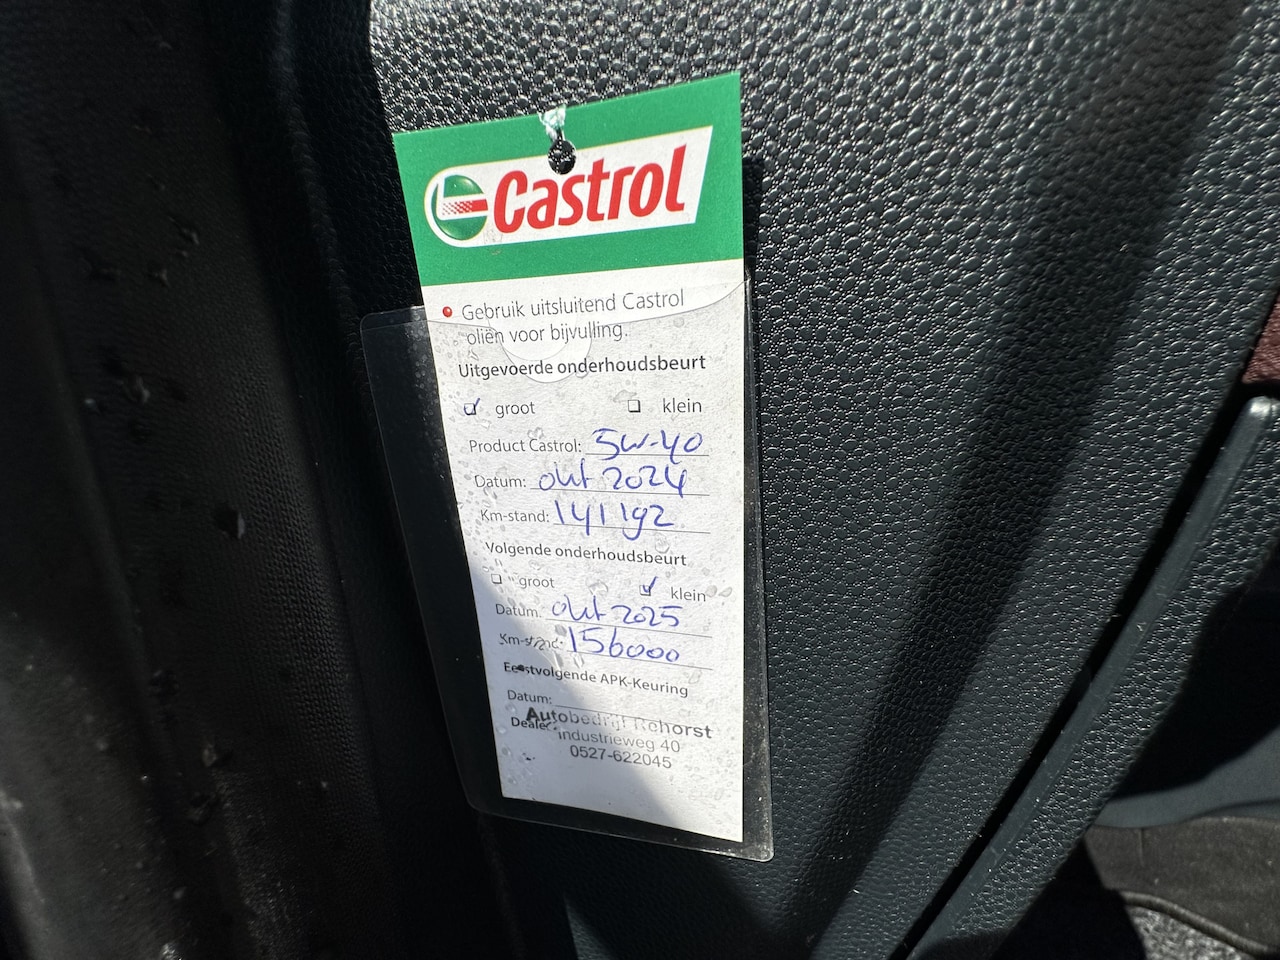 Castrol
Gebruik uitsluitend Castrol
oliën voor bijvulling.
Uitgevoerde onderhoudsbeurt
groot klein
Product Castrol: 5W-40
Datum: okt 2024
Km-stand: 141192
Volgende onderhoudsbeurt
groot klein
Datum: okt 2025
Km-stand: 156000
Eerstvolgende APK-Keuring
Datum:
Dealer: Autobedrijf Rehorst
Industrieweg 40
0527-622045